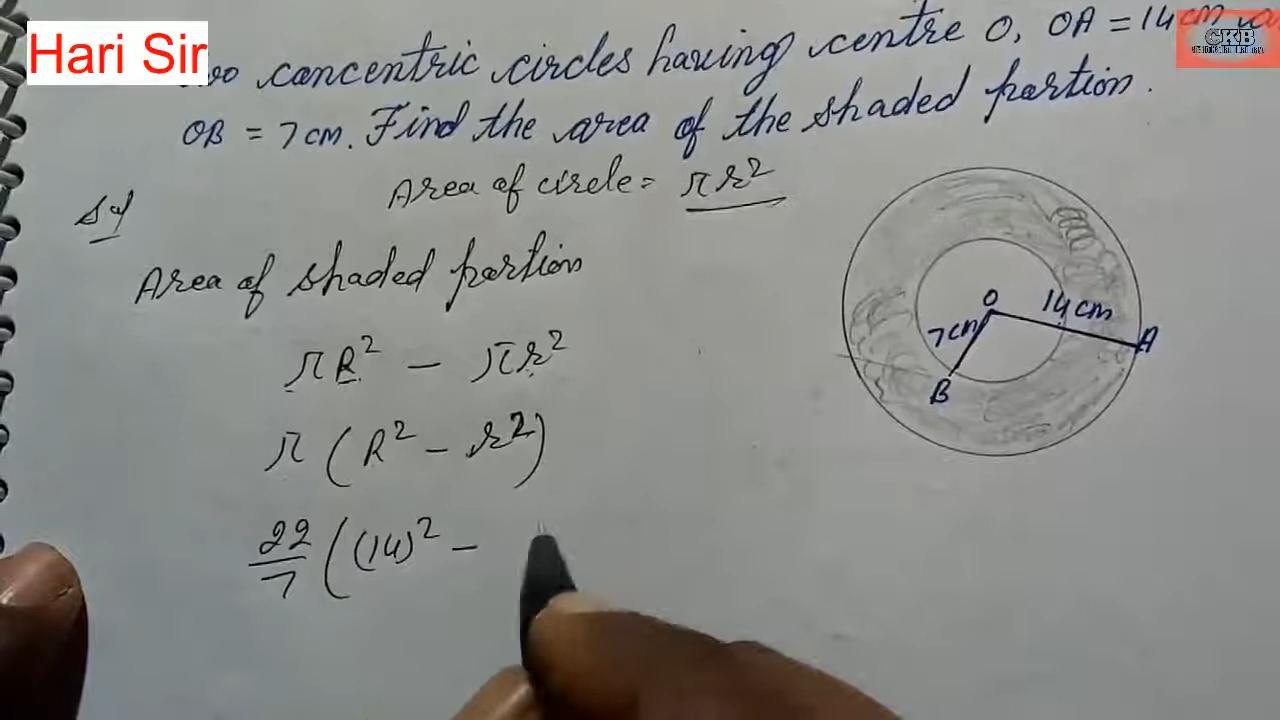 Hari Sir
CKB
concentric circles having centre O, OA = 14 cm
OB = 7 cm. Find the area of the shaded portion.
Area of circle = πr²
Sol
Area of shaded portion
πR² - πr²
π(R² - r²)
22/7 ((14)² -
O
14 cm
7 cm
A
B